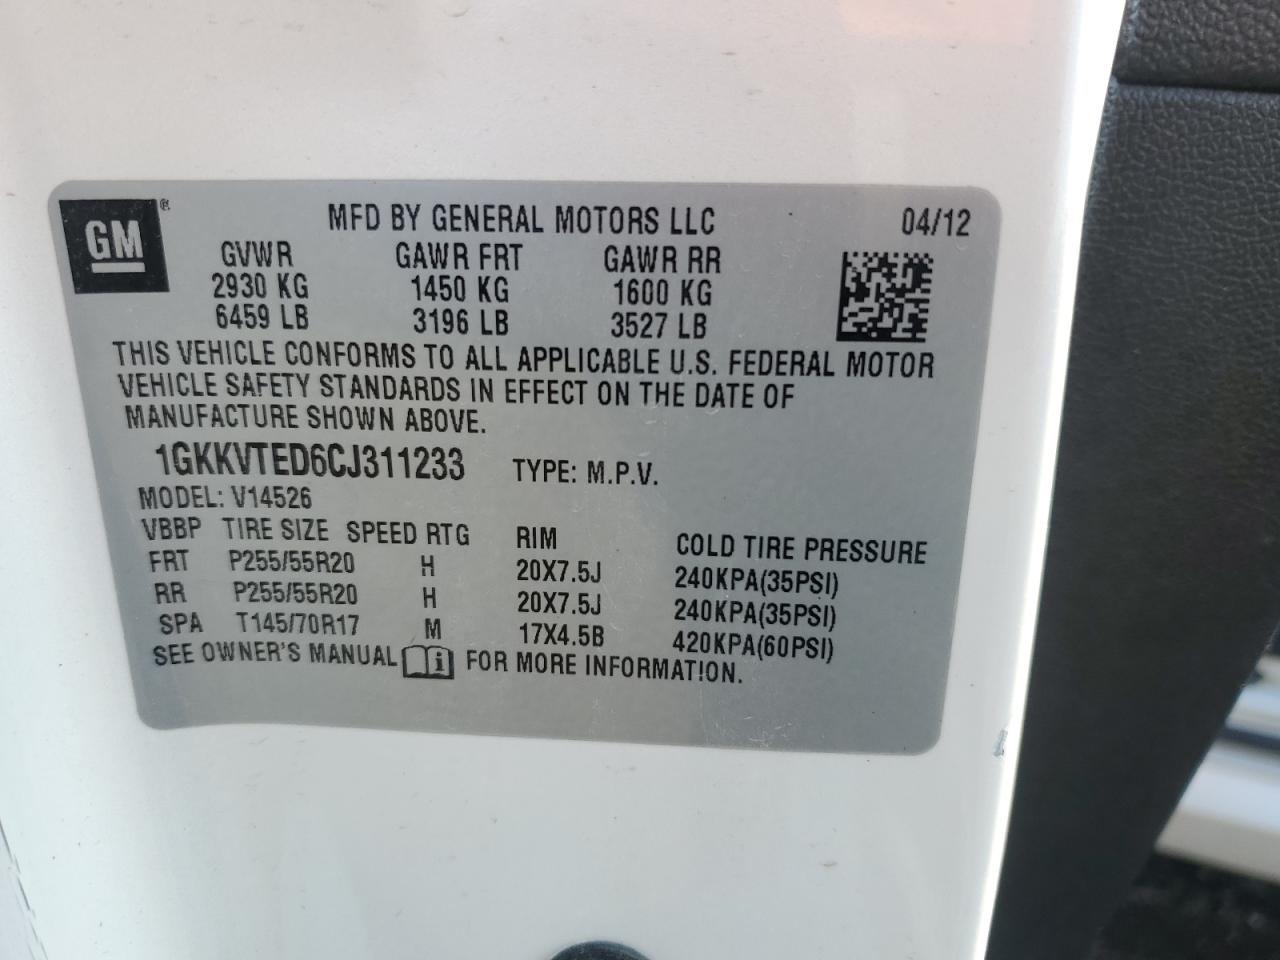 GM ® MFD BY GENERAL MOTORS LLC 04/12
GVWR GAWR FRT GAWR RR
2930 KG 1450 KG 1600 KG
6459 LB 3196 LB 3527 LB
THIS VEHICLE CONFORMS TO ALL APPLICABLE U.S. FEDERAL MOTOR
VEHICLE SAFETY STANDARDS IN EFFECT ON THE DATE OF
MANUFACTURE SHOWN ABOVE.
1GKKVTED6CJ311233 TYPE: M.P.V.
MODEL: V14526
VBBP TIRE SIZE SPEED RTG RIM COLD TIRE PRESSURE
FRT P255/55R20 H 20X7.5J 240KPA(35PSI)
RR P255/55R20 H 20X7.5J 240KPA(35PSI)
SPA T145/70R17 M 17X4.5B 420KPA(60PSI)
SEE OWNER'S MANUAL i FOR MORE INFORMATION.